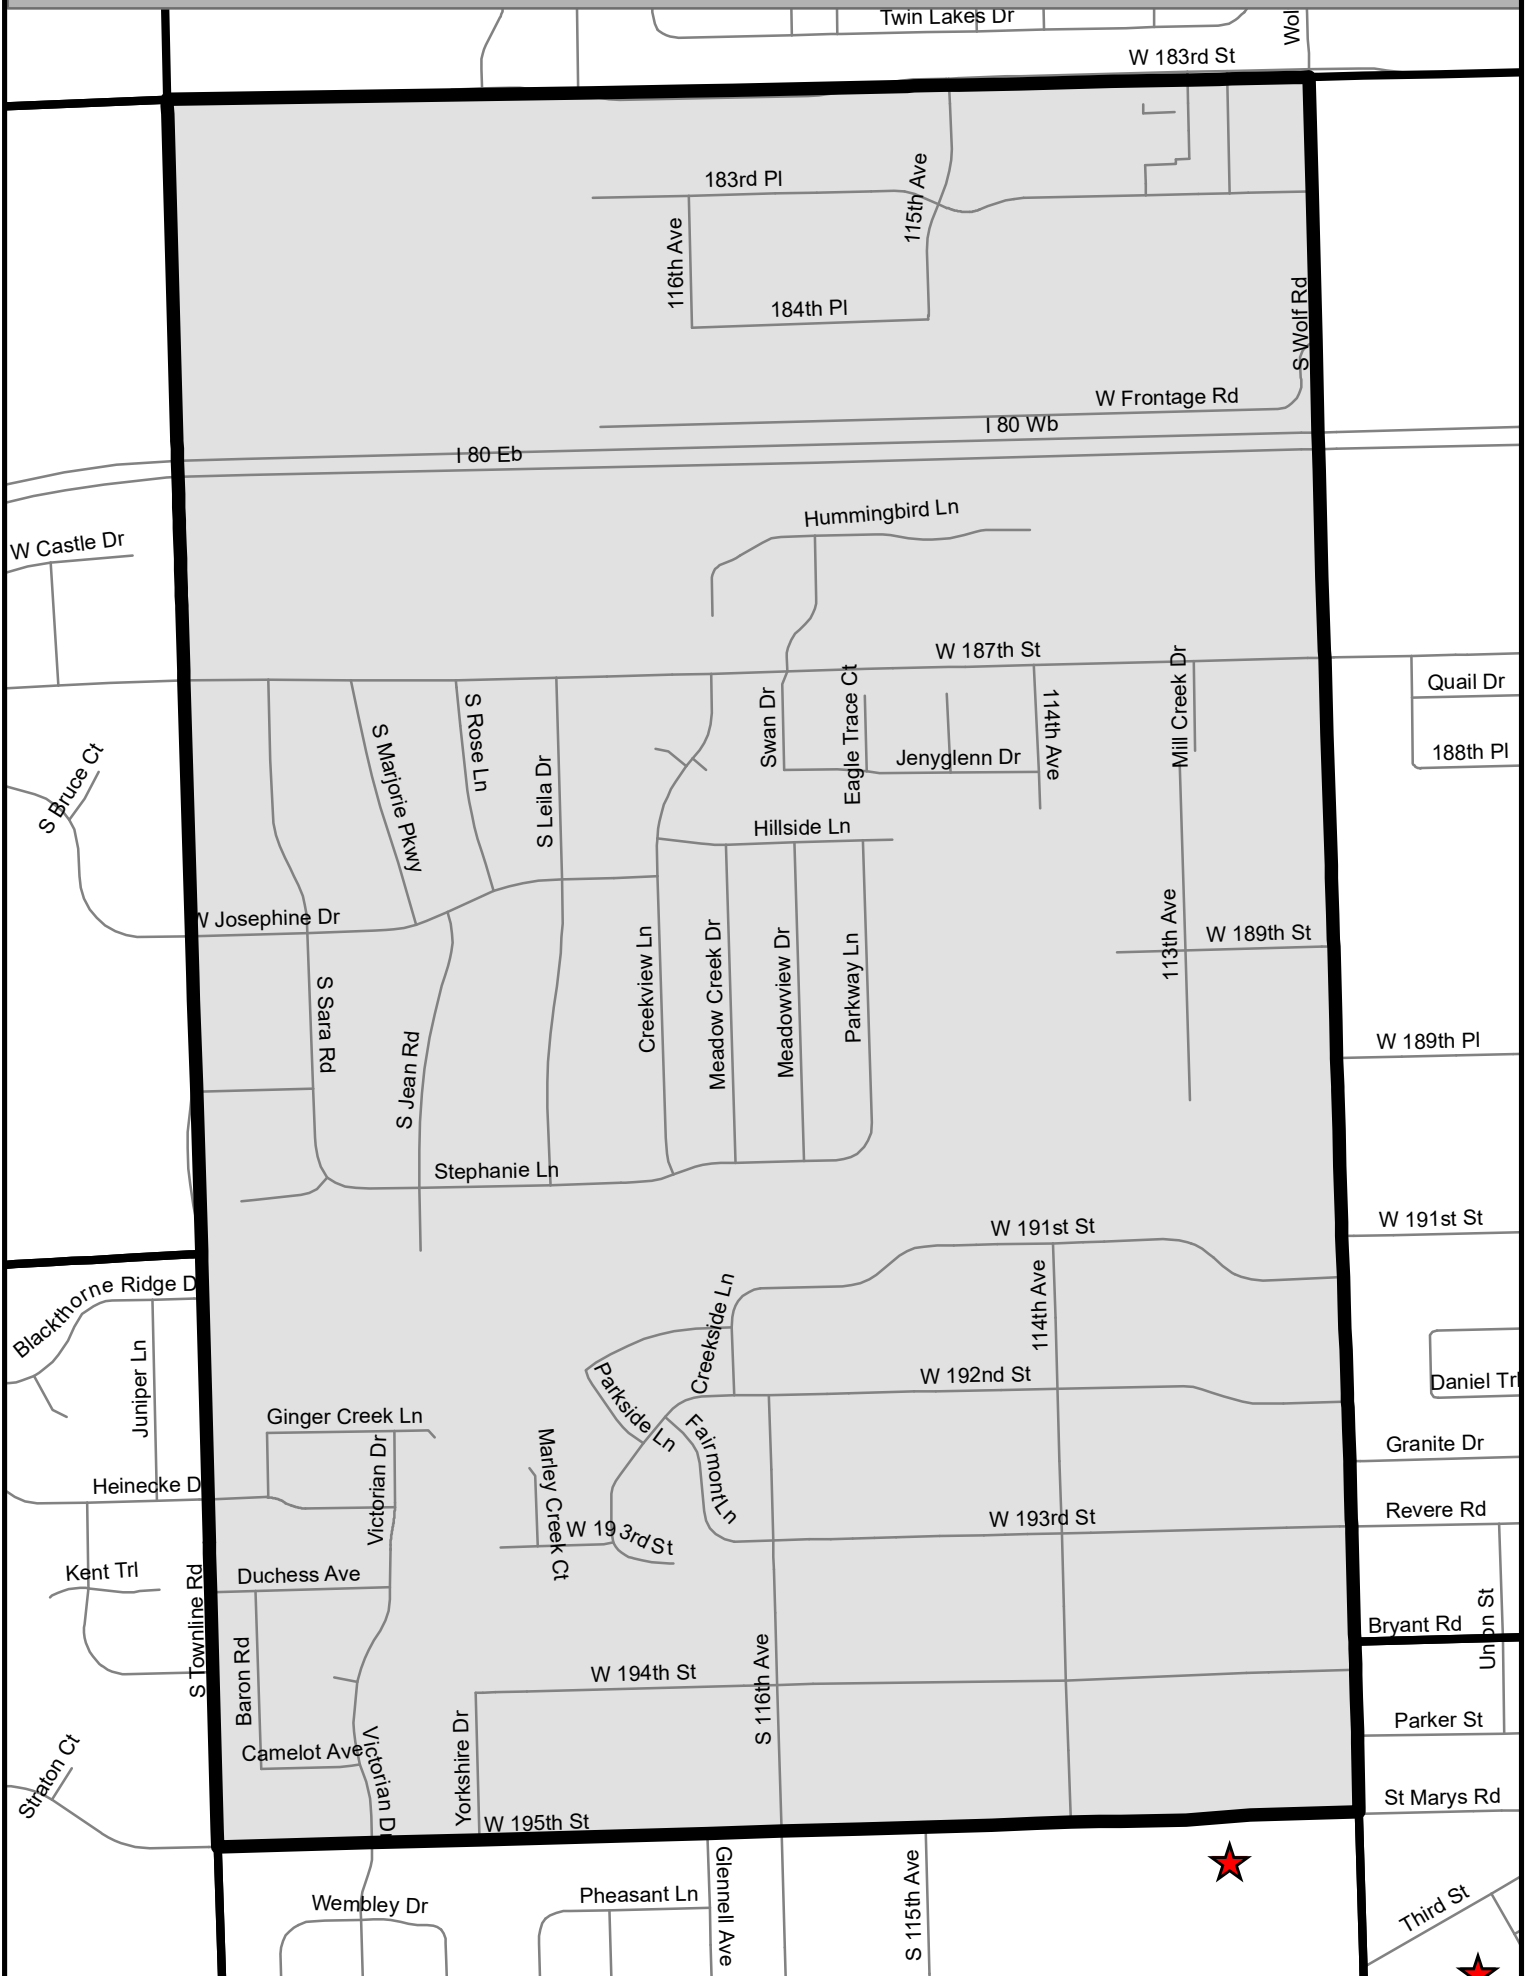 Twin Lakes Dr
Wol
W 183rd St
183rd Pl
115th Ave
116th Ave
184th Pl
S Wolf Rd
W Frontage Rd
I 80 Wb
I 80 Eb
Hummingbird Ln
W Castle Dr
W 187th St
Mill Creek Dr
Quail Dr
Swan Dr
Eagle Trace Ct
114th Ave
S Rose Ln
S Marjorie Pkwy
188th Pl
S Bruce Ct
S Leila Dr
Jenyglenn Dr
Hillside Ln
W Josephine Dr
113th Ave
W 189th St
Creekview Ln
Meadow Creek Dr
Meadowview Dr
Parkway Ln
S Sara Rd
S Jean Rd
W 189th Pl
Stephanie Ln
W 191st St
W 191st St
Blackthorne Ridge D
114th Ave
Creekside Ln
Juniper Ln
Parkside Ln
W 192nd St
Daniel Trl
Ginger Creek Ln
Victorian Dr
Marley Creek Ct
Fairmont Ln
Granite Dr
Heinecke D
W 193rd St
W 193rd St
Revere Rd
Kent Trl
S Townline Rd
Duchess Ave
Baron Rd
Bryant Rd
Union St
W 194th St
S 116th Ave
Yorkshire Dr
Parker St
Straton Ct
Camelot Ave
Victorian Dr
St Marys Rd
W 195th St
Wembley Dr
Pheasant Ln
Glennell Ave
S 115th Ave
Third St